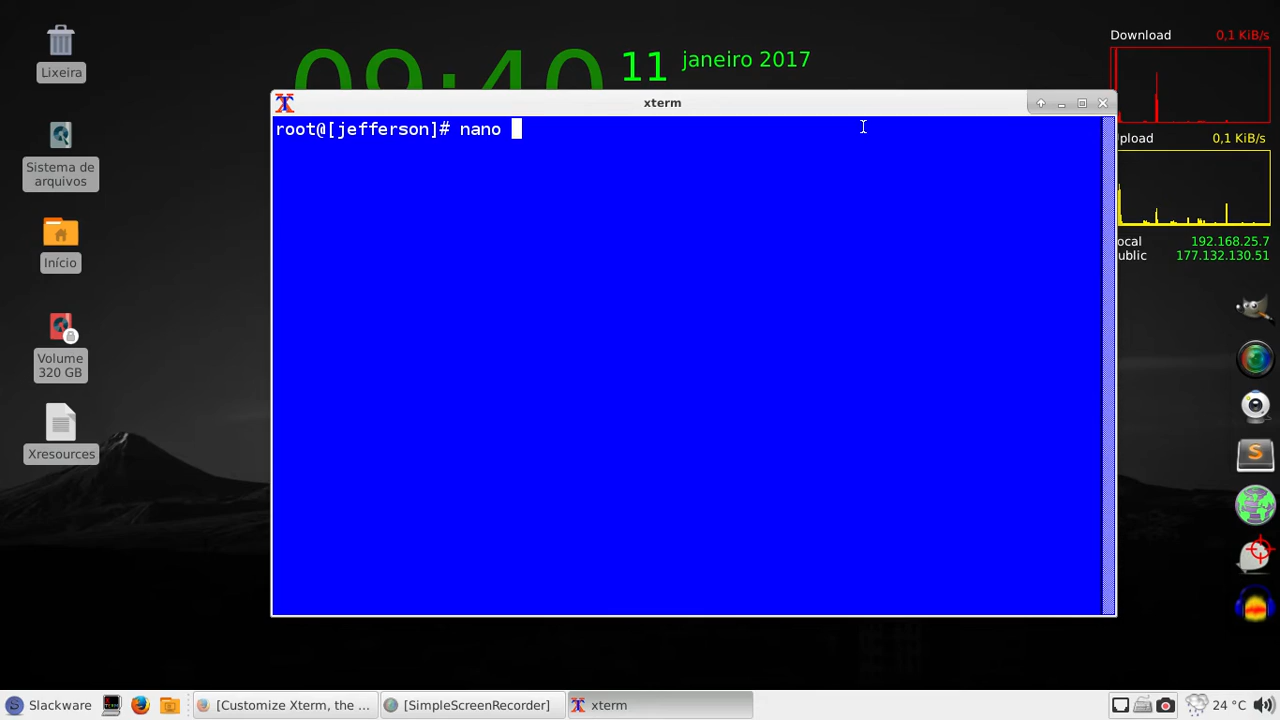 Lixeira
Sistema de
arquivos
Início
Volume
320 GB
Xresources
09:40
11
janeiro 2017
xterm
root@[jefferson]# nano
Download 0,1 KiB/s
pload 0,1 KiB/s
ocal 192.168.25.7
ublic 177.132.130.51
Slackware
[Customize Xterm, the ...
[SimpleScreenRecorder]
xterm
24 °C